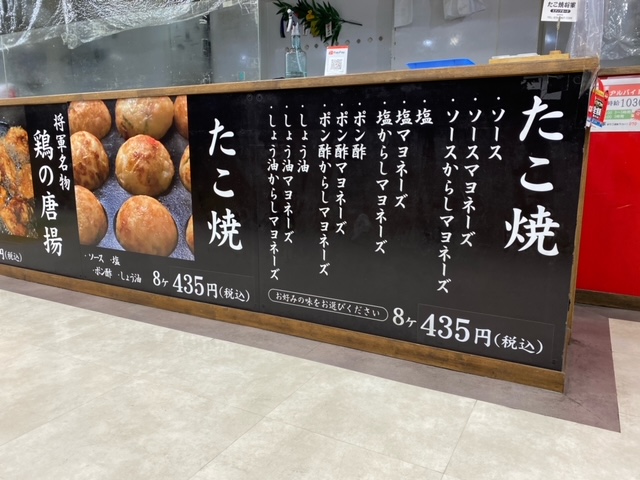 たこ焼
・ソース
・ソースマヨネーズ
・ソースからしマヨネーズ
・塩
・塩マヨネーズ
・塩からしマヨネーズ
・ポン酢
・ポン酢マヨネーズ
・ポン酢からしマヨネーズ
・しょう油
・しょう油マヨネーズ
・しょう油からしマヨネーズ
お好みの味をお選びください
8ヶ435円(税込)
たこ焼
・ソース ・塩
・ポン酢 ・しょう油
8ヶ435円(税込)
将軍名物
鶏の唐揚
円(税込)
たこ焼将家
アルバイト